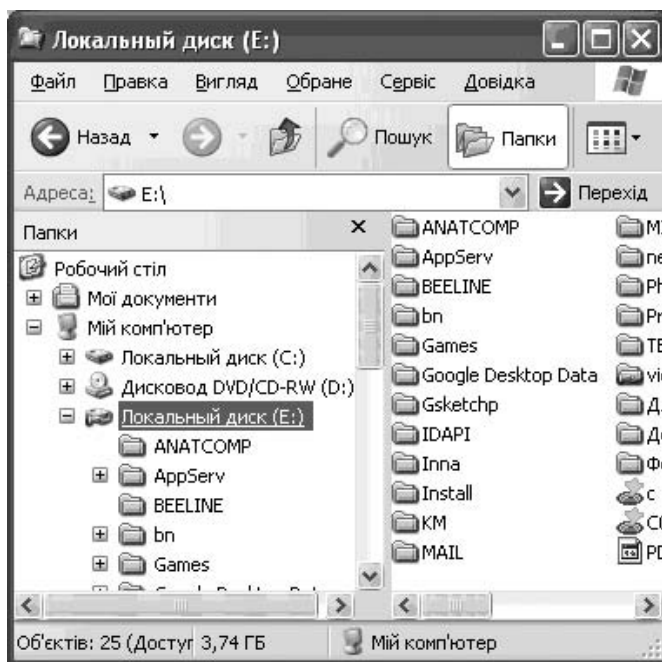 Локальный диск (E:)
Файл Правка Вигляд Обране Сервіс Довідка
Назад Пошук Папки
Адреса: E:\ Перехід
Папки
Робочий стіл
Мої документи
Мій комп'ютер
Локальный диск (C:)
Дисковод DVD/CD-RW (D:)
Локальный диск (E:)
ANATCOMP
AppServ
BEELINE
bn
Games
ANATCOMP
AppServ
BEELINE
bn
Games
Google Desktop Data
Gsketchp
IDAPI
Inna
Install
KM
MAIL
c
Об'єктів: 25 (Доступ 3,74 ГБ Мій комп'ютер